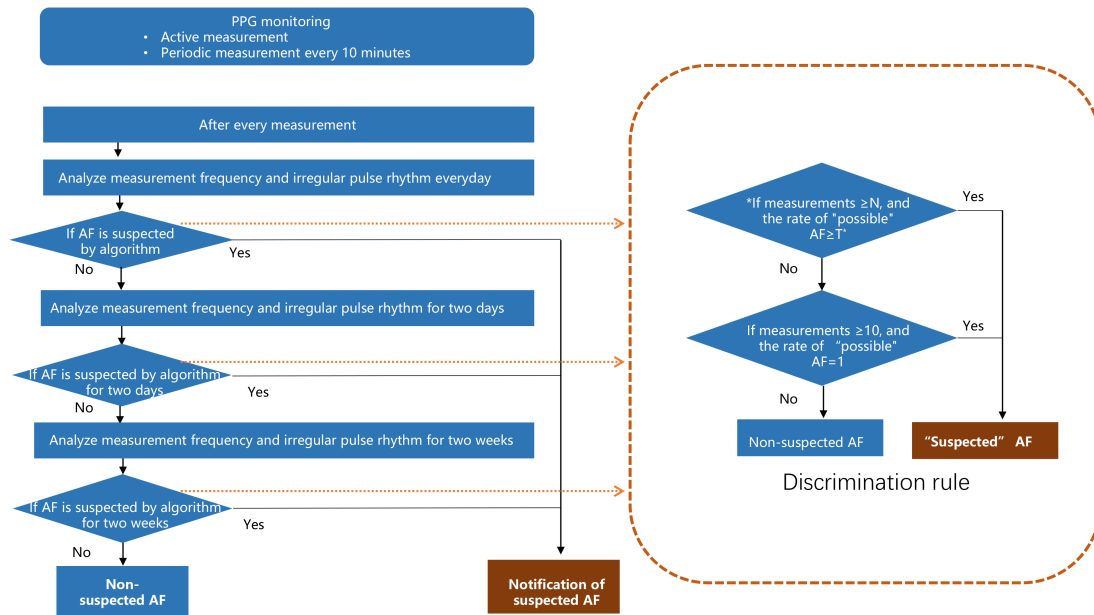 PPG monitoring
• Active measurement
• Periodic measurement every 10 minutes
After every measurement
Analyze measurement frequency and irregular pulse rhythm everyday
If AF is suspected
by algorithm
Yes
No
Analyze measurement frequency and irregular pulse rhythm for two days
If AF is suspected by algorithm
for two days
Yes
No
Analyze measurement frequency and irregular pulse rhythm for two weeks
If AF is suspected by algorithm
for two weeks
Yes
No
Non-
suspected AF
Notification of
suspected AF
*If measurements ≥N, and
the rate of "possible"
AF≥T*
Yes
No
If measurements ≥10, and
the rate of “possible"
AF=1
Yes
No
Non-suspected AF
“Suspected” AF
Discrimination rule